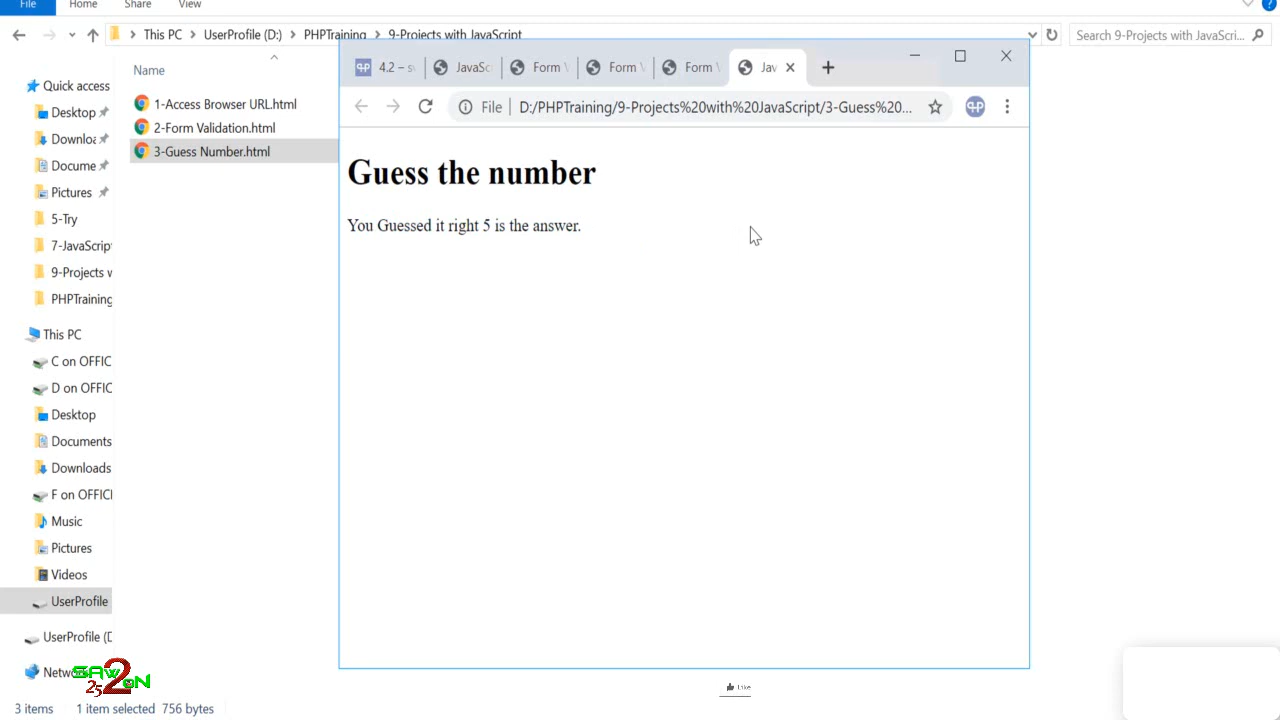 File Home Share View
This PC UserProfile (D:) PHPTraining 9-Projects with JavaScript
Search 9-Projects with JavaScri...
Quick access
Desktop
Downloa
Docume
Pictures
5-Try
7-JavaScrip
9-Projects w
PHPTraining
This PC
C on OFFIC
D on OFFIC
Desktop
Documents
Downloads
F on OFFICI
Music
Pictures
Videos
UserProfile
UserProfile (D
Netwo
3 items 1 item selected 756 bytes
Name
1-Access Browser URL.html
2-Form Validation.html
3-Guess Number.html
4.2 – sv JavaSc Form V Form V Form V Jav
File D:/PHPTraining/9-Projects%20with%20JavaScript/3-Guess%20...
Guess the number
You Guessed it right 5 is the answer.
Like
2
25